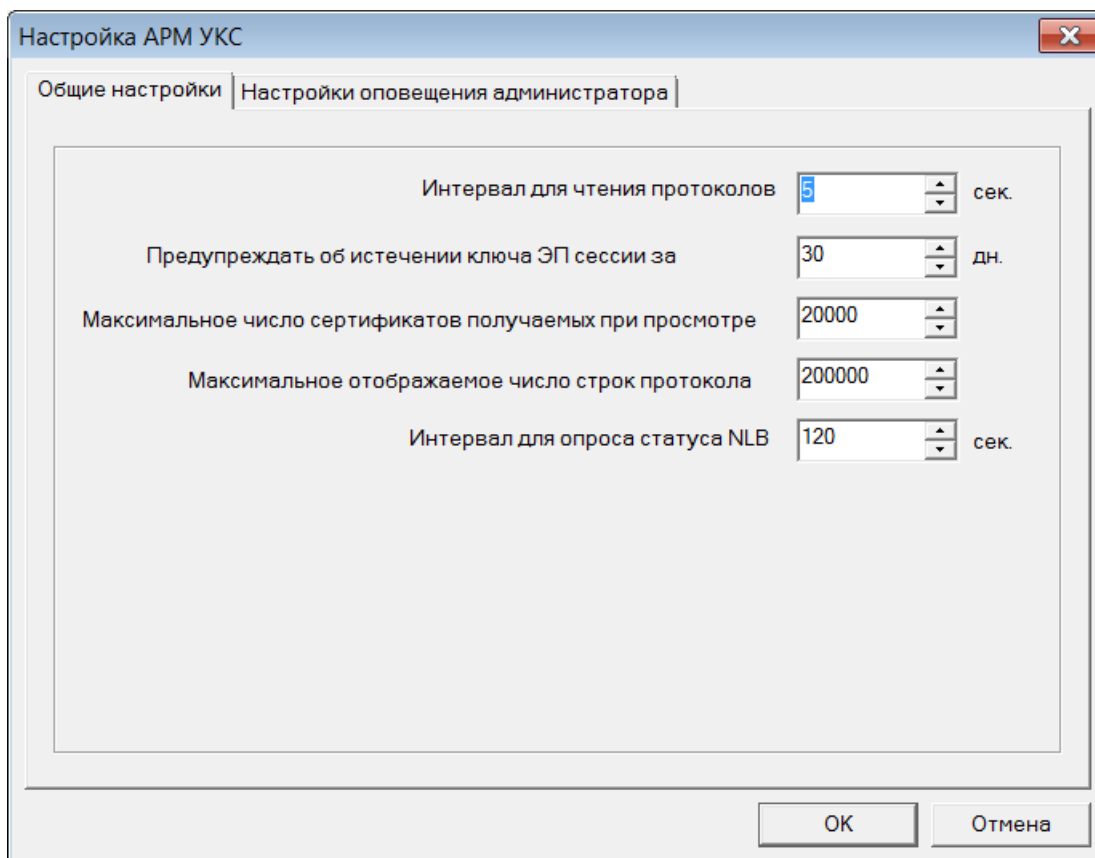 Настройка АРМ УКС
Общие настройки Настройки оповещения администратора
Интервал для чтения протоколов 5 сек.
Предупреждать об истечении ключа ЭП сессии за 30 дн.
Максимальное число сертификатов получаемых при просмотре 20000
Максимальное отображаемое число строк протокола 200000
Интервал для опроса статуса NLB 120 сек.
OK Отмена